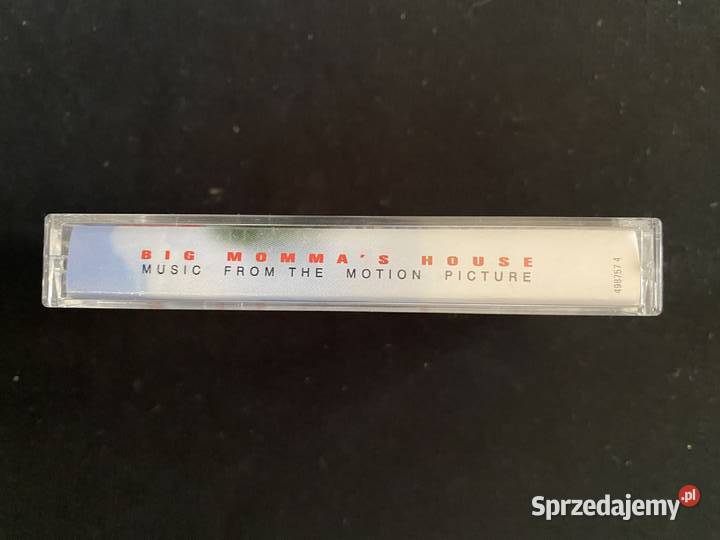 BIG MOMMA'S HOUSE
MUSIC FROM THE MOTION PICTURE
498757 4
Sprzedajemy.pl